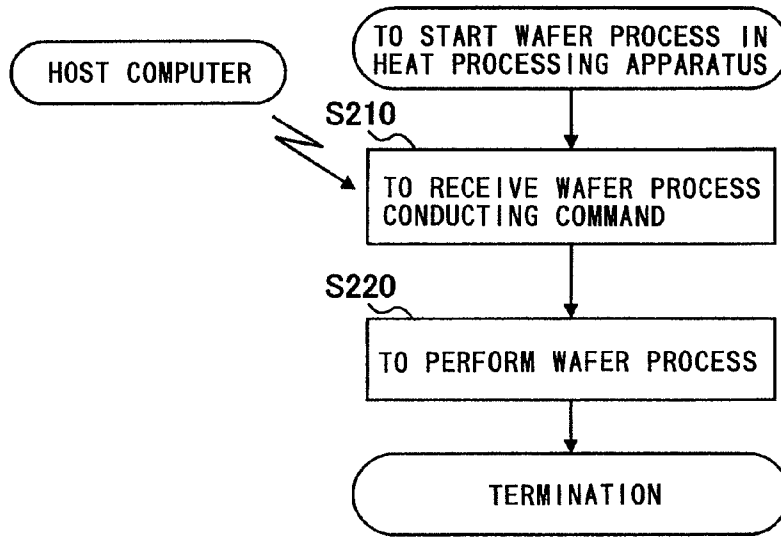 TO START WAFER PROCESS IN
HEAT PROCESSING APPARATUS
HOST COMPUTER
S210
TO RECEIVE WAFER PROCESS
CONDUCTING COMMAND
S220
TO PERFORM WAFER PROCESS
TERMINATION